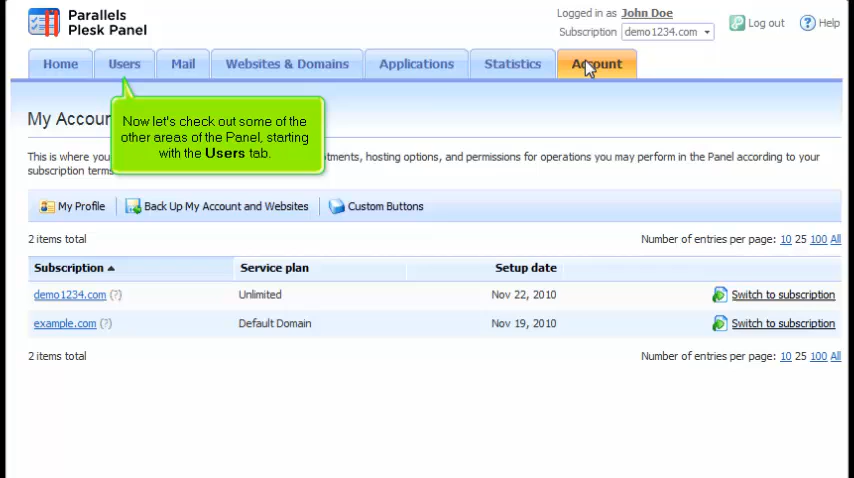 Parallels
Plesk Panel
Logged in as John Doe
Subscription demo1234.com
Log out
Help
Home Users Mail Websites & Domains Applications Statistics Account
Now let's check out some of the
other areas of the Panel, starting
with the Users tab.
My Accou
This is where you tments, hosting options, and permissions for operations you may perform in the Panel according to your
subscription terms
My Profile Back Up My Account and Websites Custom Buttons
2 items total Number of entries per page: 10 25 100 All
Subscription Service plan Setup date
demo1234.com (?) Unlimited Nov 22, 2010 Switch to subscription
example.com (?) Default Domain Nov 19, 2010 Switch to subscription
2 items total Number of entries per page: 10 25 100 All